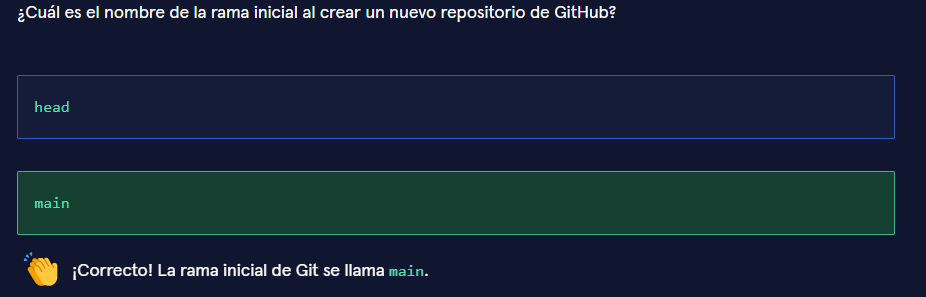 ¿Cuál es el nombre de la rama inicial al crear un nuevo repositorio de GitHub?
head
main
¡Correcto! La rama inicial de Git se llama main.